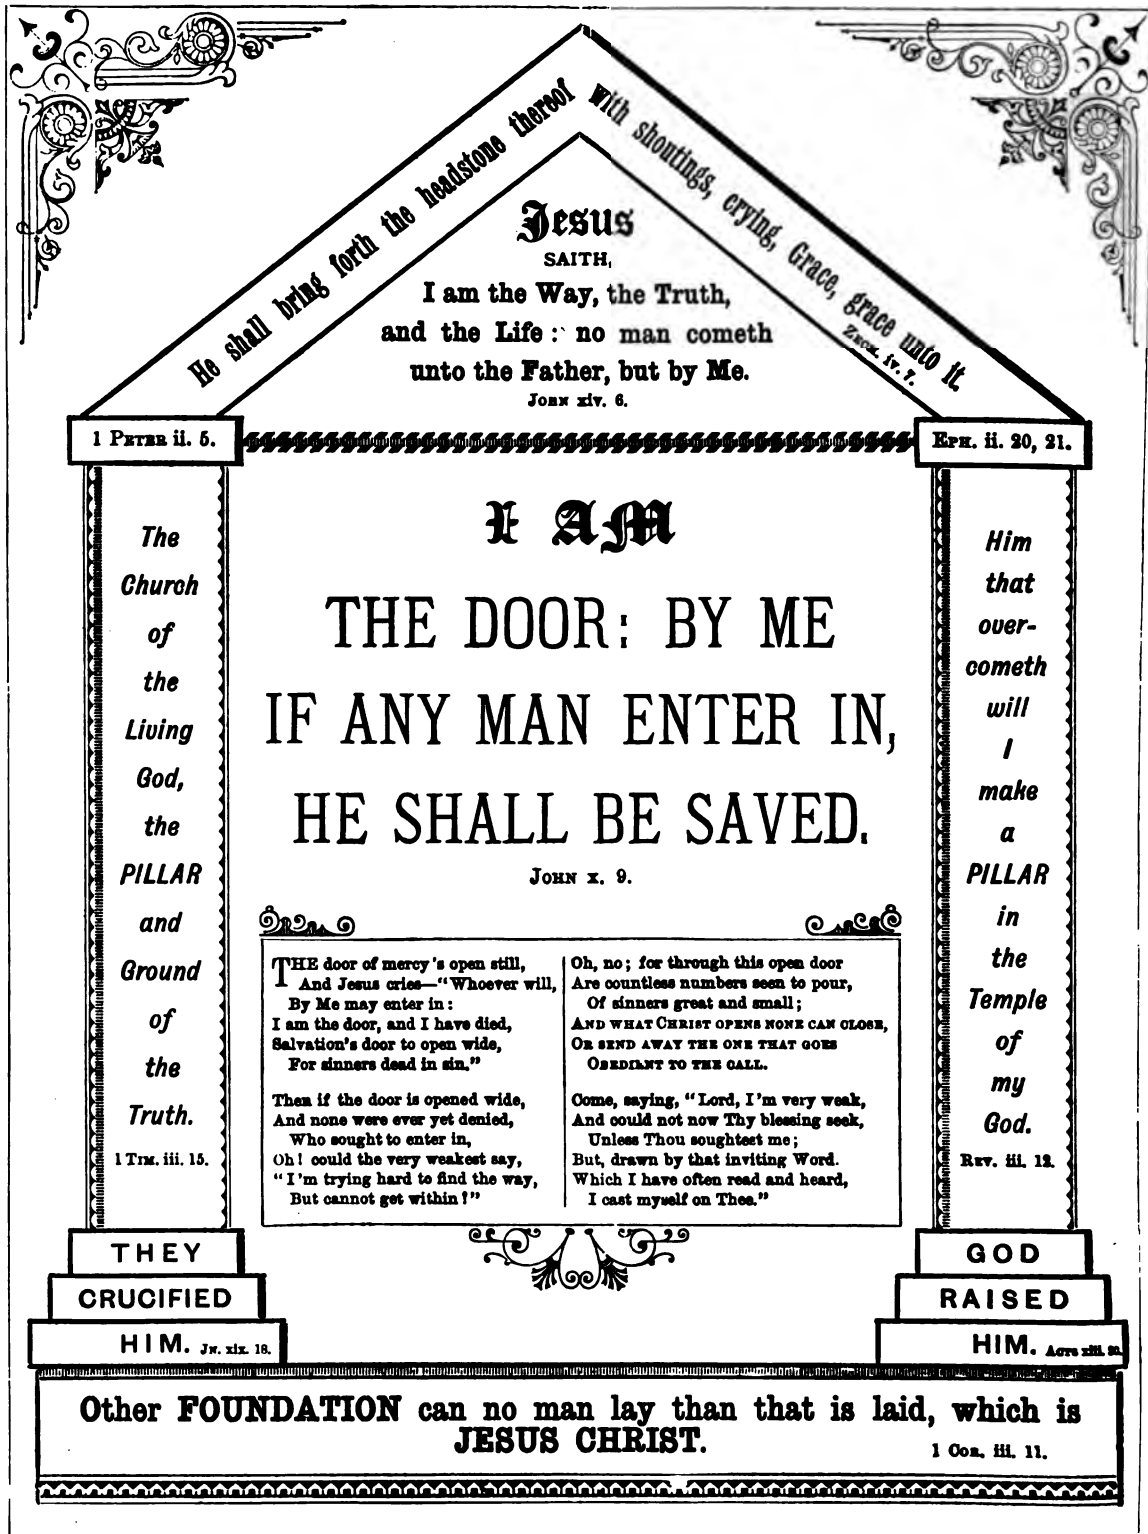 He shall bring forth the headstone thereof with shoutings, crying, Grace, grace unto it.
ZECH. iv. 7.
Jesus
SAITH,
I am the Way, the Truth,
and the Life: no man cometh
unto the Father, but by Me.
JOHN xiv. 6.
1 PETER ii. 5.
EPH. ii. 20, 21.
The
Church
of
the
Living
God,
the
PILLAR
and
Ground
of
the
Truth.
1 TIM. iii. 15.
I AM
THE DOOR: BY ME
IF ANY MAN ENTER IN,
HE SHALL BE SAVED.
JOHN x. 9.
THE door of mercy's open still,
And Jesus cries—"Whoever will,
By Me may enter in:
I am the door, and I have died,
Salvation's door to open wide,
For sinners dead in sin."
Then if the door is opened wide,
And none were ever yet denied,
Who sought to enter in,
Oh! could the very weakest say,
"I'm trying hard to find the way,
But cannot get within!"
Oh, no; for through this open door
Are countless numbers seen to pour,
Of sinners great and small;
AND WHAT CHRIST OPENS NONE CAN CLOSE,
OR SEND AWAY THE ONE THAT GOES
OBEDIANT TO THE CALL.
Come, saying, "Lord, I'm very weak,
And could not now Thy blessing seek,
Unless Thou soughtest me;
But, drawn by that inviting Word.
Which I have often read and heard,
I cast myself on Thee."
Him
that
over-
cometh
will
I
make
a
PILLAR
in
the
Temple
of
my
God.
REV. iii. 12.
THEY
CRUCIFIED
HIM. JN. xix. 18.
GOD
RAISED
HIM. ACTS xiii. 30.
Other FOUNDATION can no man lay than that is laid, which is
JESUS CHRIST.
1 COR. iii. 11.